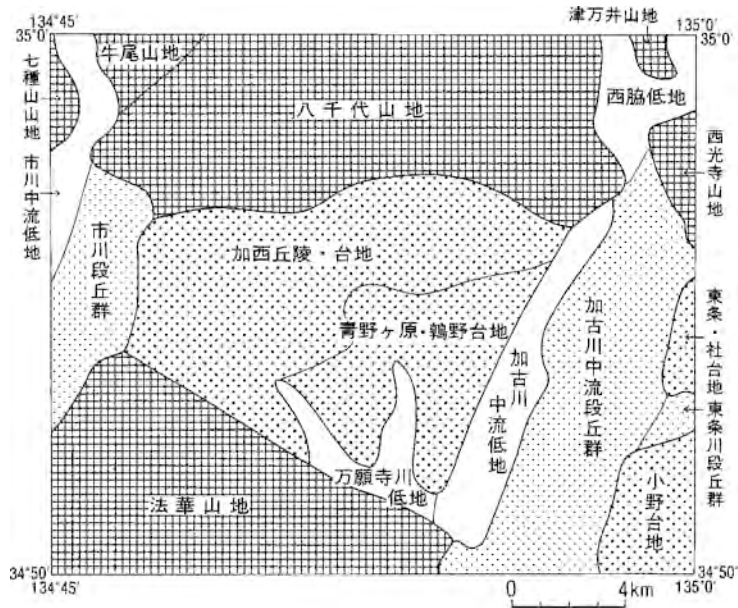 134°45′
135°0′
35°0′
35°0′
津万井山地
牛尾山地
七種山山地
八千代山地
西脇低地
西光寺山地
市川中流低地
市川段丘群
加西丘陵・台地
青野ヶ原・鶉野台地
加古川
中流低地
加古川中流段丘群
東条・社台地
東条川段丘群
万願寺川
低地
法華山地
小野台地
34°50′
134°45′
34°50′
135°0′
0 4km